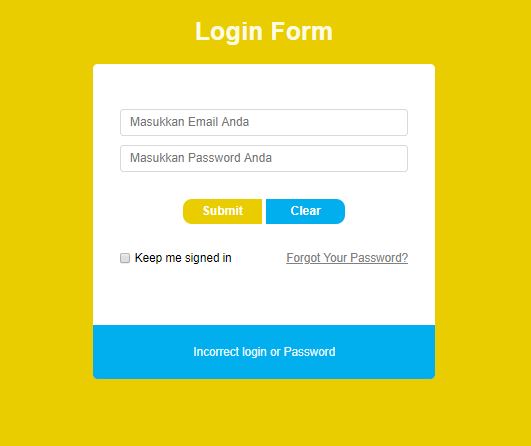 Login Form
Masukkan Email Anda
Masukkan Password Anda
Submit Clear
Keep me signed in Forgot Your Password?
Incorrect login or Password